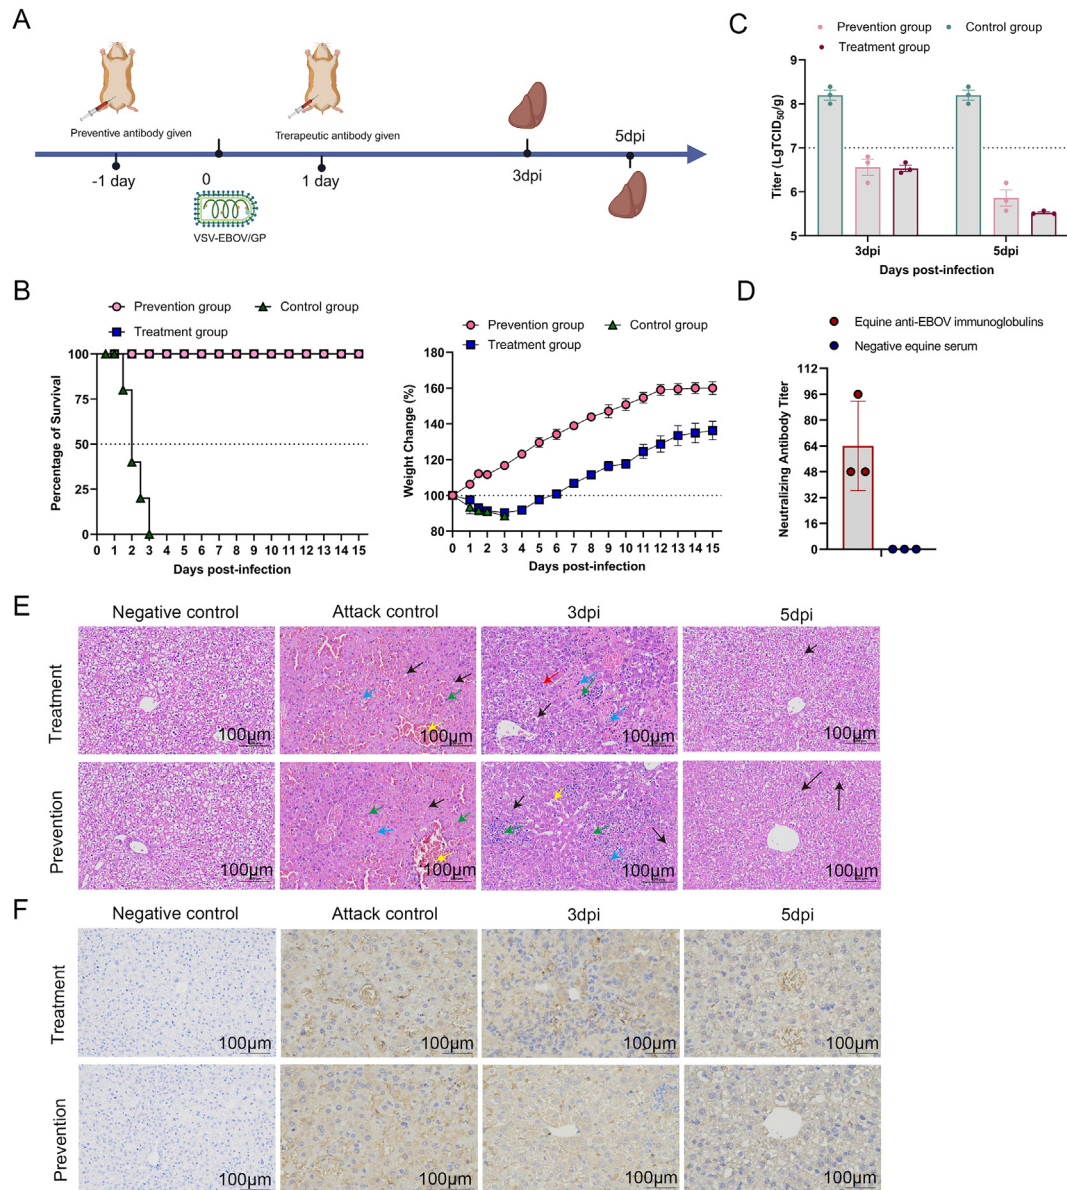 A
Preventive antibody given
Trerapeutic antibody given
5dpi
-1 day
0
1 day
3dpi
VSV-EBOV/GP
C
Prevention group
Control group
Treatment group
Titer (LgTCID50/g)
9
8
7
6
5
3dpi
5dpi
Days post-infection
B
Prevention group
Control group
Treatment group
Percentage of Survival
100
75
50
25
0
0 1 2 3 4 5 6 7 8 9 10 11 12 13 14 15
Days post-infection
Prevention group
Control group
Treatment group
Weight Change (%)
180
160
140
120
100
80
0 1 2 3 4 5 6 7 8 9 10 11 12 13 14 15
Days post-infection
D
Equine anti-EBOV immunoglobulins
Negative equine serum
Neutralizing Antibody Titer
112
96
80
64
48
32
16
0
E
Negative control
Attack control
3dpi
5dpi
Treatment
100μm
100μm
100μm
100μm
Prevention
100μm
100μm
100μm
100μm
F
Negative control
Attack control
3dpi
5dpi
Treatment
100μm
100μm
100μm
100μm
Prevention
100μm
100μm
100μm
100μm